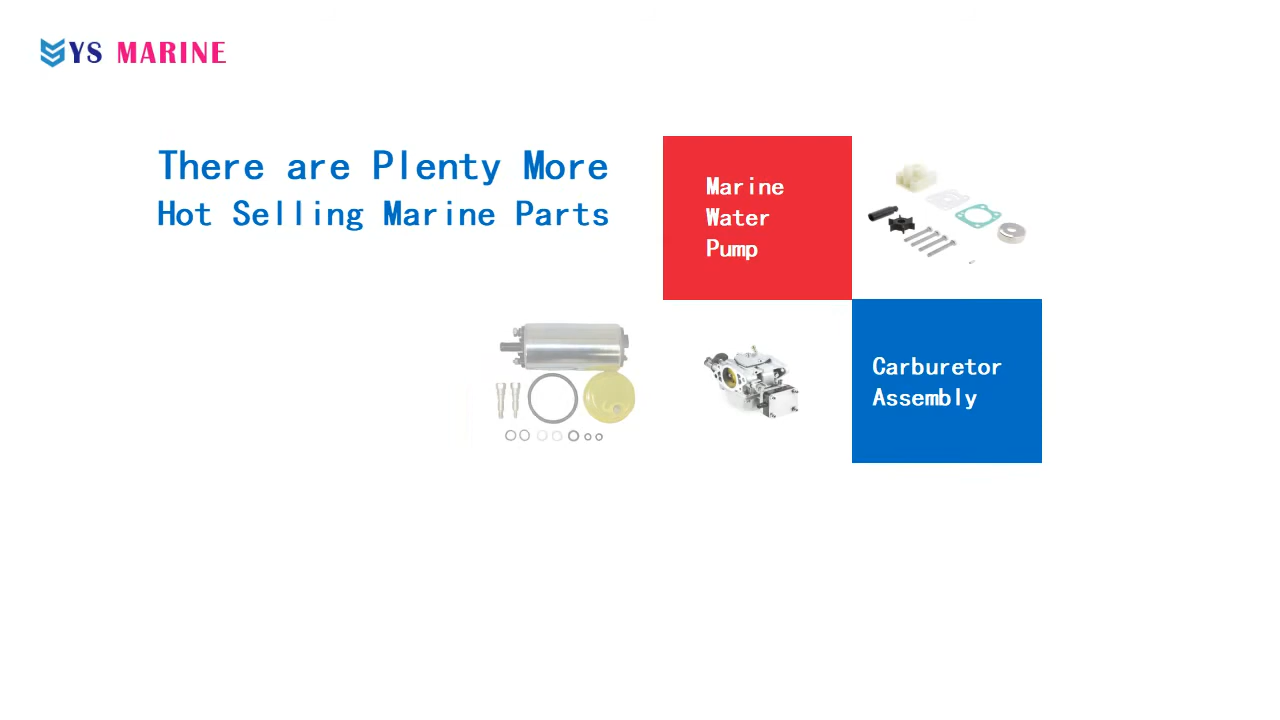 YS MARINE
There are Plenty More
Hot Selling Marine Parts
Marine
Water
Pump
Carburetor
Assembly